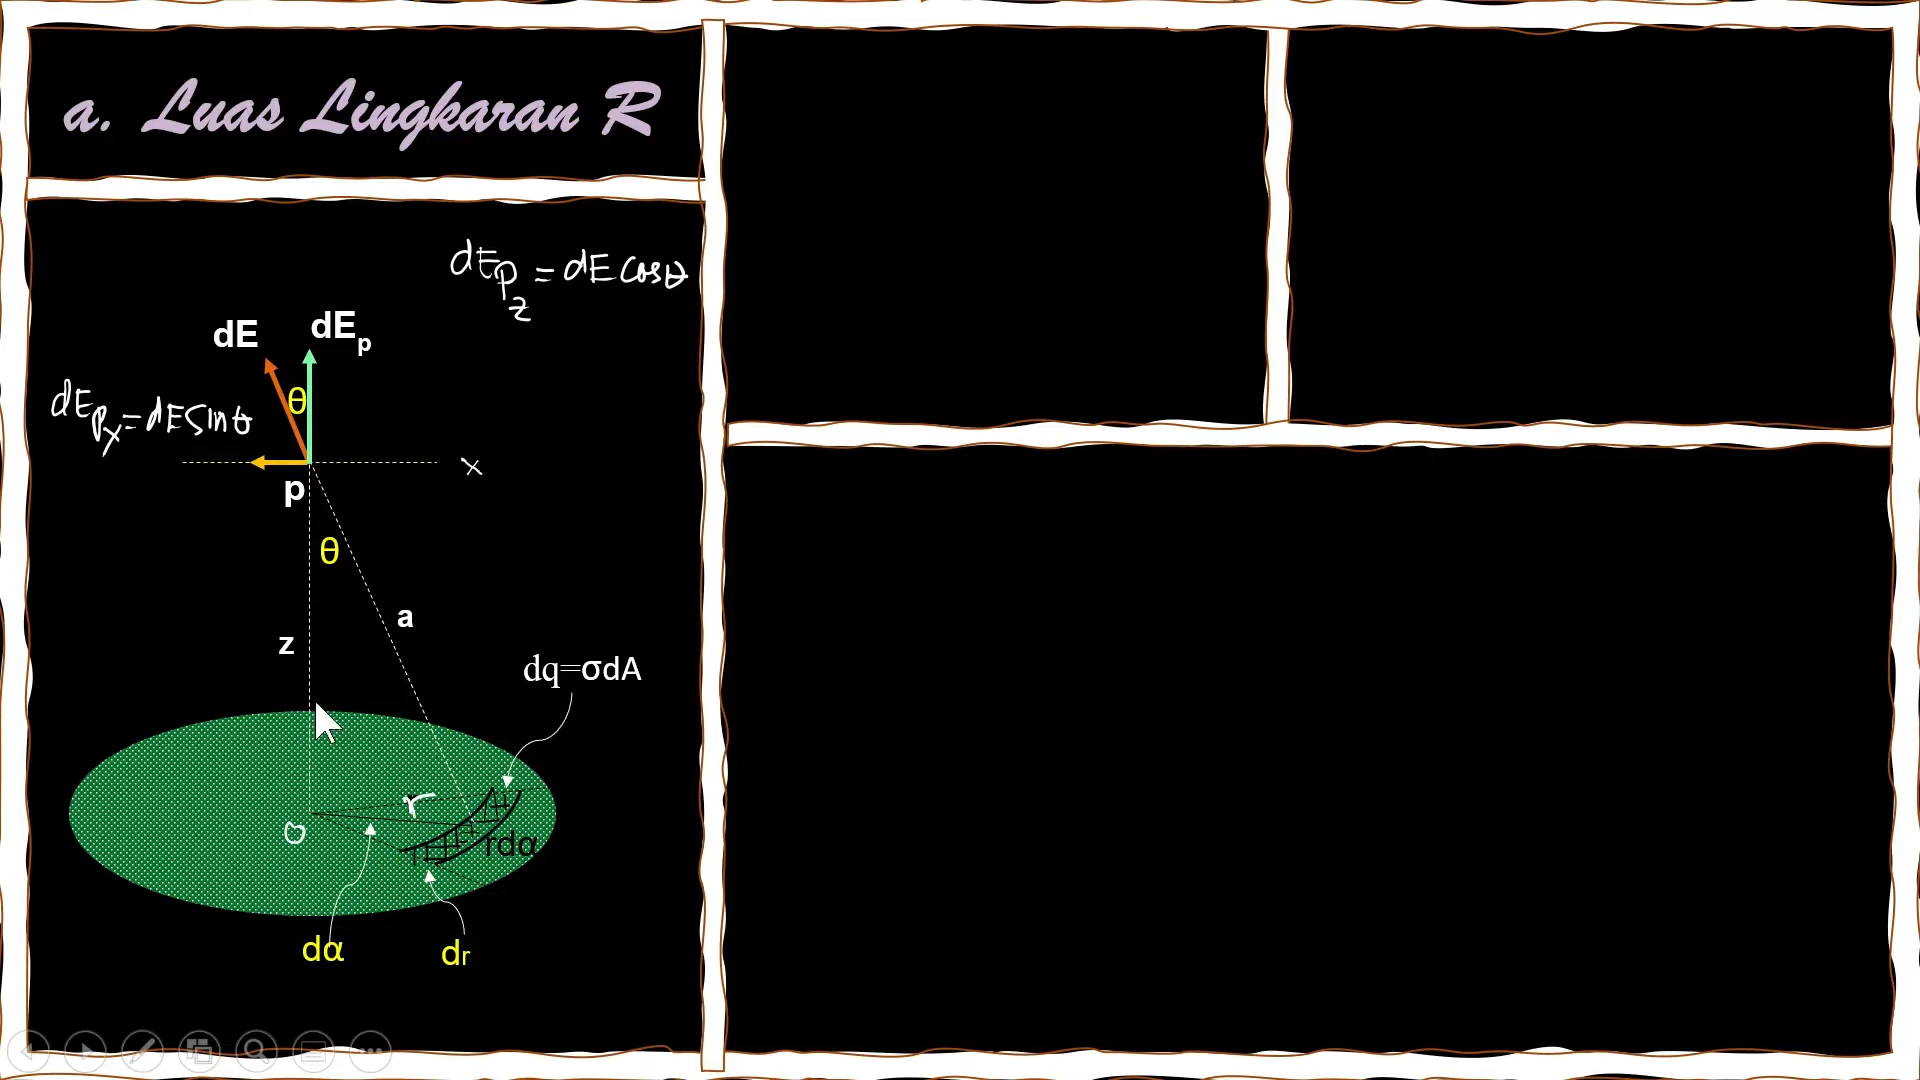 a. Luas Lingkaran R
dEpz = dE Cosθ
dE
dEp
θ
dEpx = dE Sinθ
x
p
θ
a
z
dq=σdA
r
O
rdα
dα
dr